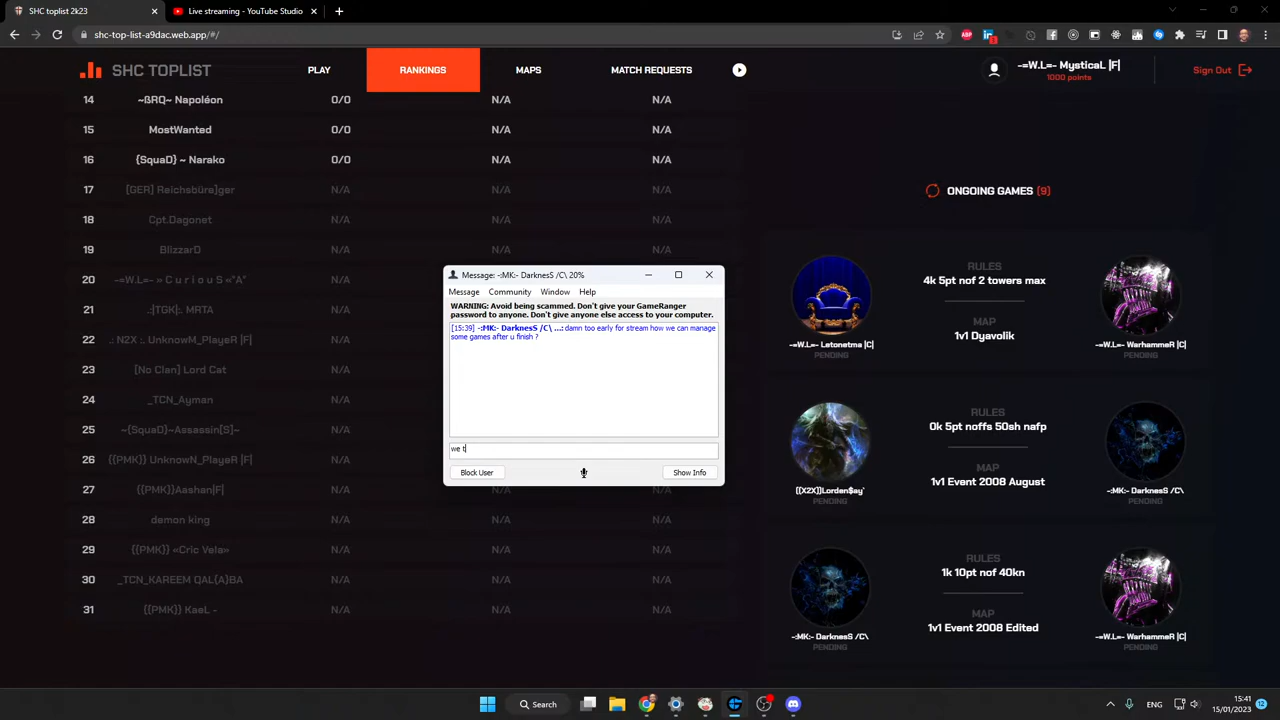 SHC toplist 2k23
Live streaming - YouTube Studio
shc-top-list-a9dac.web.app/#/
SHC TOPLIST
PLAY
RANKINGS
MAPS
MATCH REQUESTS
-=W.L=- MysticaL |F|
1000 points
Sign Out
14 ~ßRQ~ Napoléon 0/0 N/A N/A
15 MostWanted 0/0 N/A N/A
16 {SquaD} ~ Narako 0/0 N/A N/A
17 [GER] Reichsbürg]ger N/A N/A N/A
18 Cpt.Dagonet N/A N/A N/A
19 BlizzarD N/A
20 -=W.L=- » C u r i o u S «"A" N/A
21 .:|TGK|:. MRTA N/A
22 .: N2X :. UnknowM_PlayeR |F| N/A
23 [No Clan] Lord Cat N/A
24 _TCN_Ayman N/A
25 ~{SquaD}~Assassin[S]~ N/A
26 {{PMK}} UnknowN_PlayeR |F| N/A
27 {{PMK}}Aashan|F| N/A N/A N/A
28 demon king N/A N/A N/A
29 {{PMK}} «Cric Vela» N/A N/A N/A
30 _TCN_KAREEM QAL{A}BA N/A N/A N/A
31 {{PMK}} KaeL - N/A N/A N/A
Message: -:MK:- DarknesS /C\ 20%
Message Community Window Help
WARNING: Avoid being scammed. Don't give your GameRanger
password to anyone. Don't give anyone else access to your computer.
[15:39] -:MK:- DarknesS /C\ ...: damn too early for stream how we can manage
some games after u finish ?
we t
Block User
Show Info
ONGOING GAMES (9)
RULES
4k 5pt of 2 towers max
MAP
1v1 Dyavolik
-=W.L=- Letonetma |C|
PENDING
-=W.L=- WarhammeR |C|
PENDING
RULES
0k 5pt noffs 50sh nafp
MAP
1v1 Event 2008 August
{{X2X}}Lorden$ay`
PENDING
-:MK:- DarknesS /C\
PENDING
RULES
1k 10pt nof 40kn
MAP
1v1 Event 2008 Edited
-:MK:- DarknesS /C\
PENDING
-=W.L=- WarhammeR |C|
PENDING
Search
ENG
15:41
15/01/2023